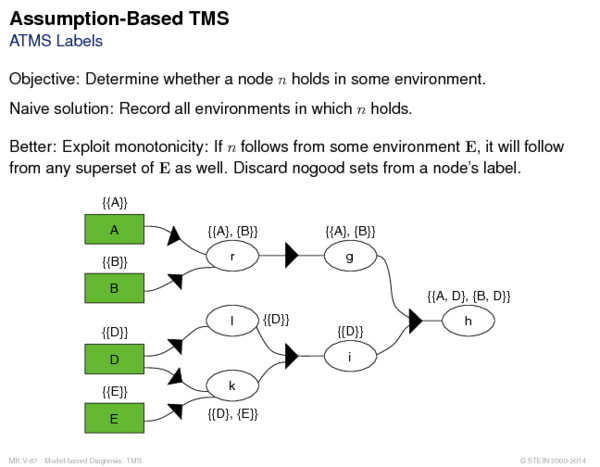 Assumption-Based TMS
ATMS Labels
Objective: Determine whether a node n holds in some environment.
Naive solution: Record all environments in which n holds.
Better: Exploit monotonicity: If n follows from some environment E, it will follow
from any superset of E as well. Discard nogood sets from a node's label.
{{A}}
A
{{A}, {B}}
r
{{A}, {B}}
g
{{B}}
B
{{A, D}, {B, D}}
h
{{D}}
D
l
{{D}}
{{D}}
i
{{E}}
E
k
{{D}, {E}}
MK:V-67 Model-based Diagnosis: TMS
© STEIN 2000-2014